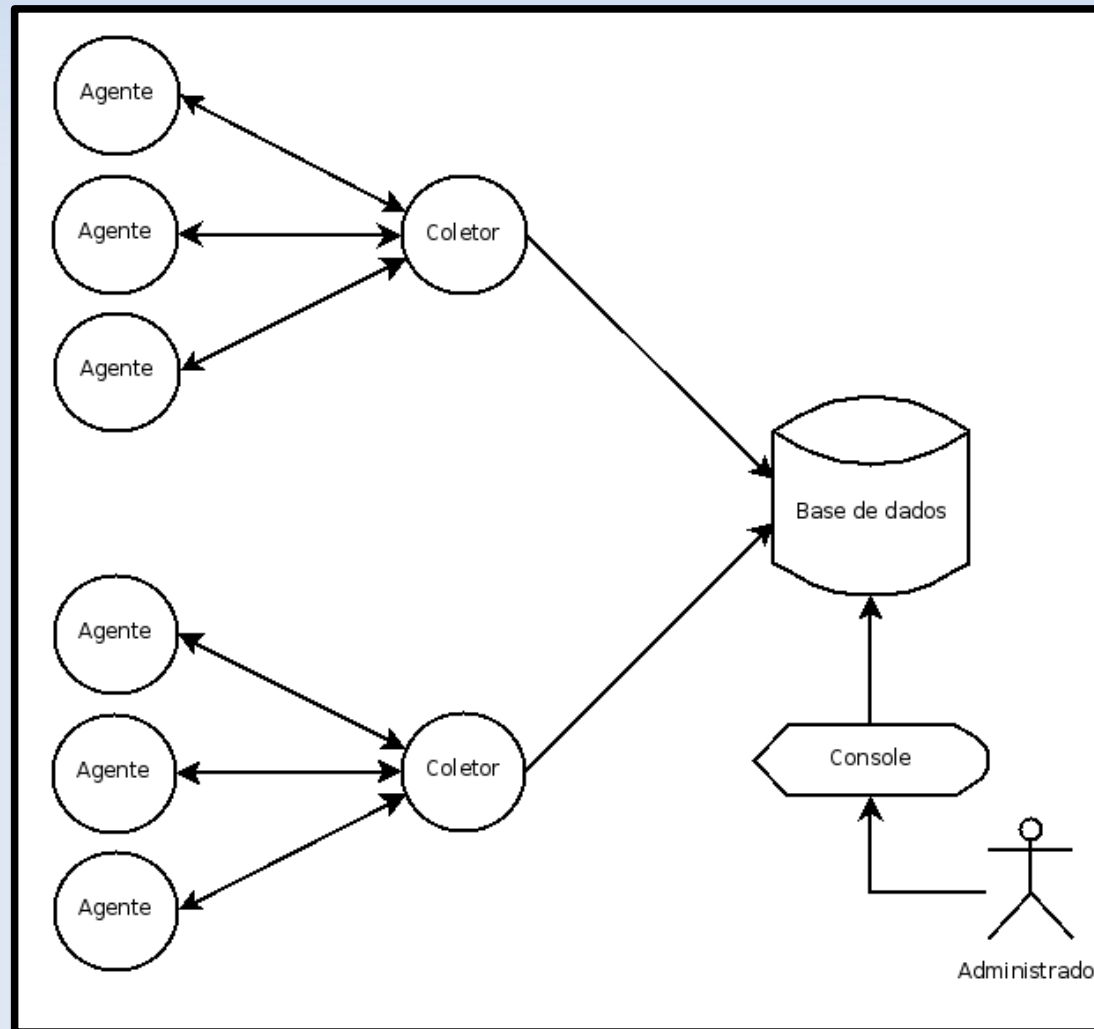 Agente
Agente
Coletor
Agente
Base de dados
Agente
Console
Agente
Coletor
Agente
Administrado